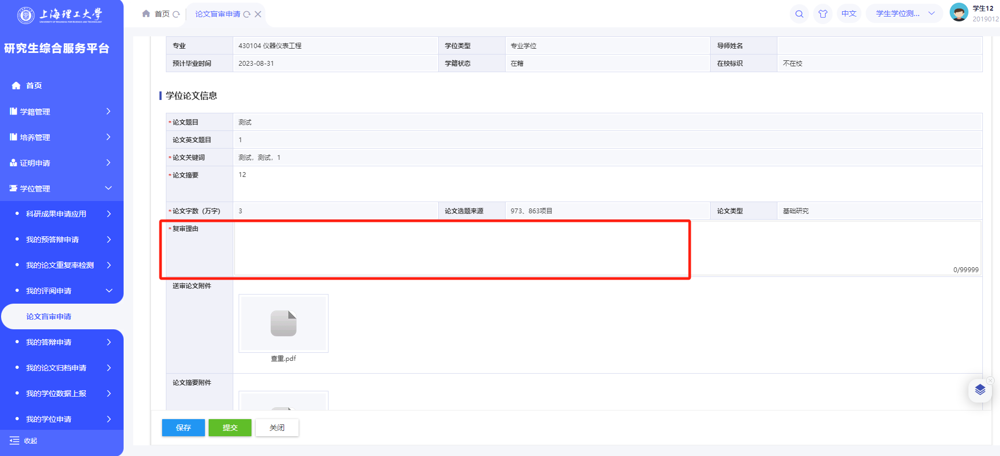 上海理工大学
UNIVERSITY OF SHANGHAI FOR SCIENCE AND TECHNOLOGY
研究生综合服务平台
首页
学籍管理
培养管理
证明申请
学位管理
科研成果申请应用
我的预答辩申请
我的论文重复率检测
我的评阅申请
论文盲审申请
我的答辩申请
我的论文归档申请
我的学位数据上报
我的学位申请
收起
首页 论文盲审申请
中文 学生学位测... 学生12
2019012
专业 430104 仪器仪表工程 学位类型 专业学位 导师姓名
预计毕业时间 2023-08-31 学籍状态 在籍 在校标识 不在校
学位论文信息
*论文题目 测试
论文英文题目 1
*论文关键词 测试，测试，1
*论文摘要 12
*论文字数（万字） 3 论文选题来源 973、863项目 论文类型 基础研究
*复审理由
0/99999
送审论文附件
查重.pdf
论文摘要附件
保存 提交 关闭